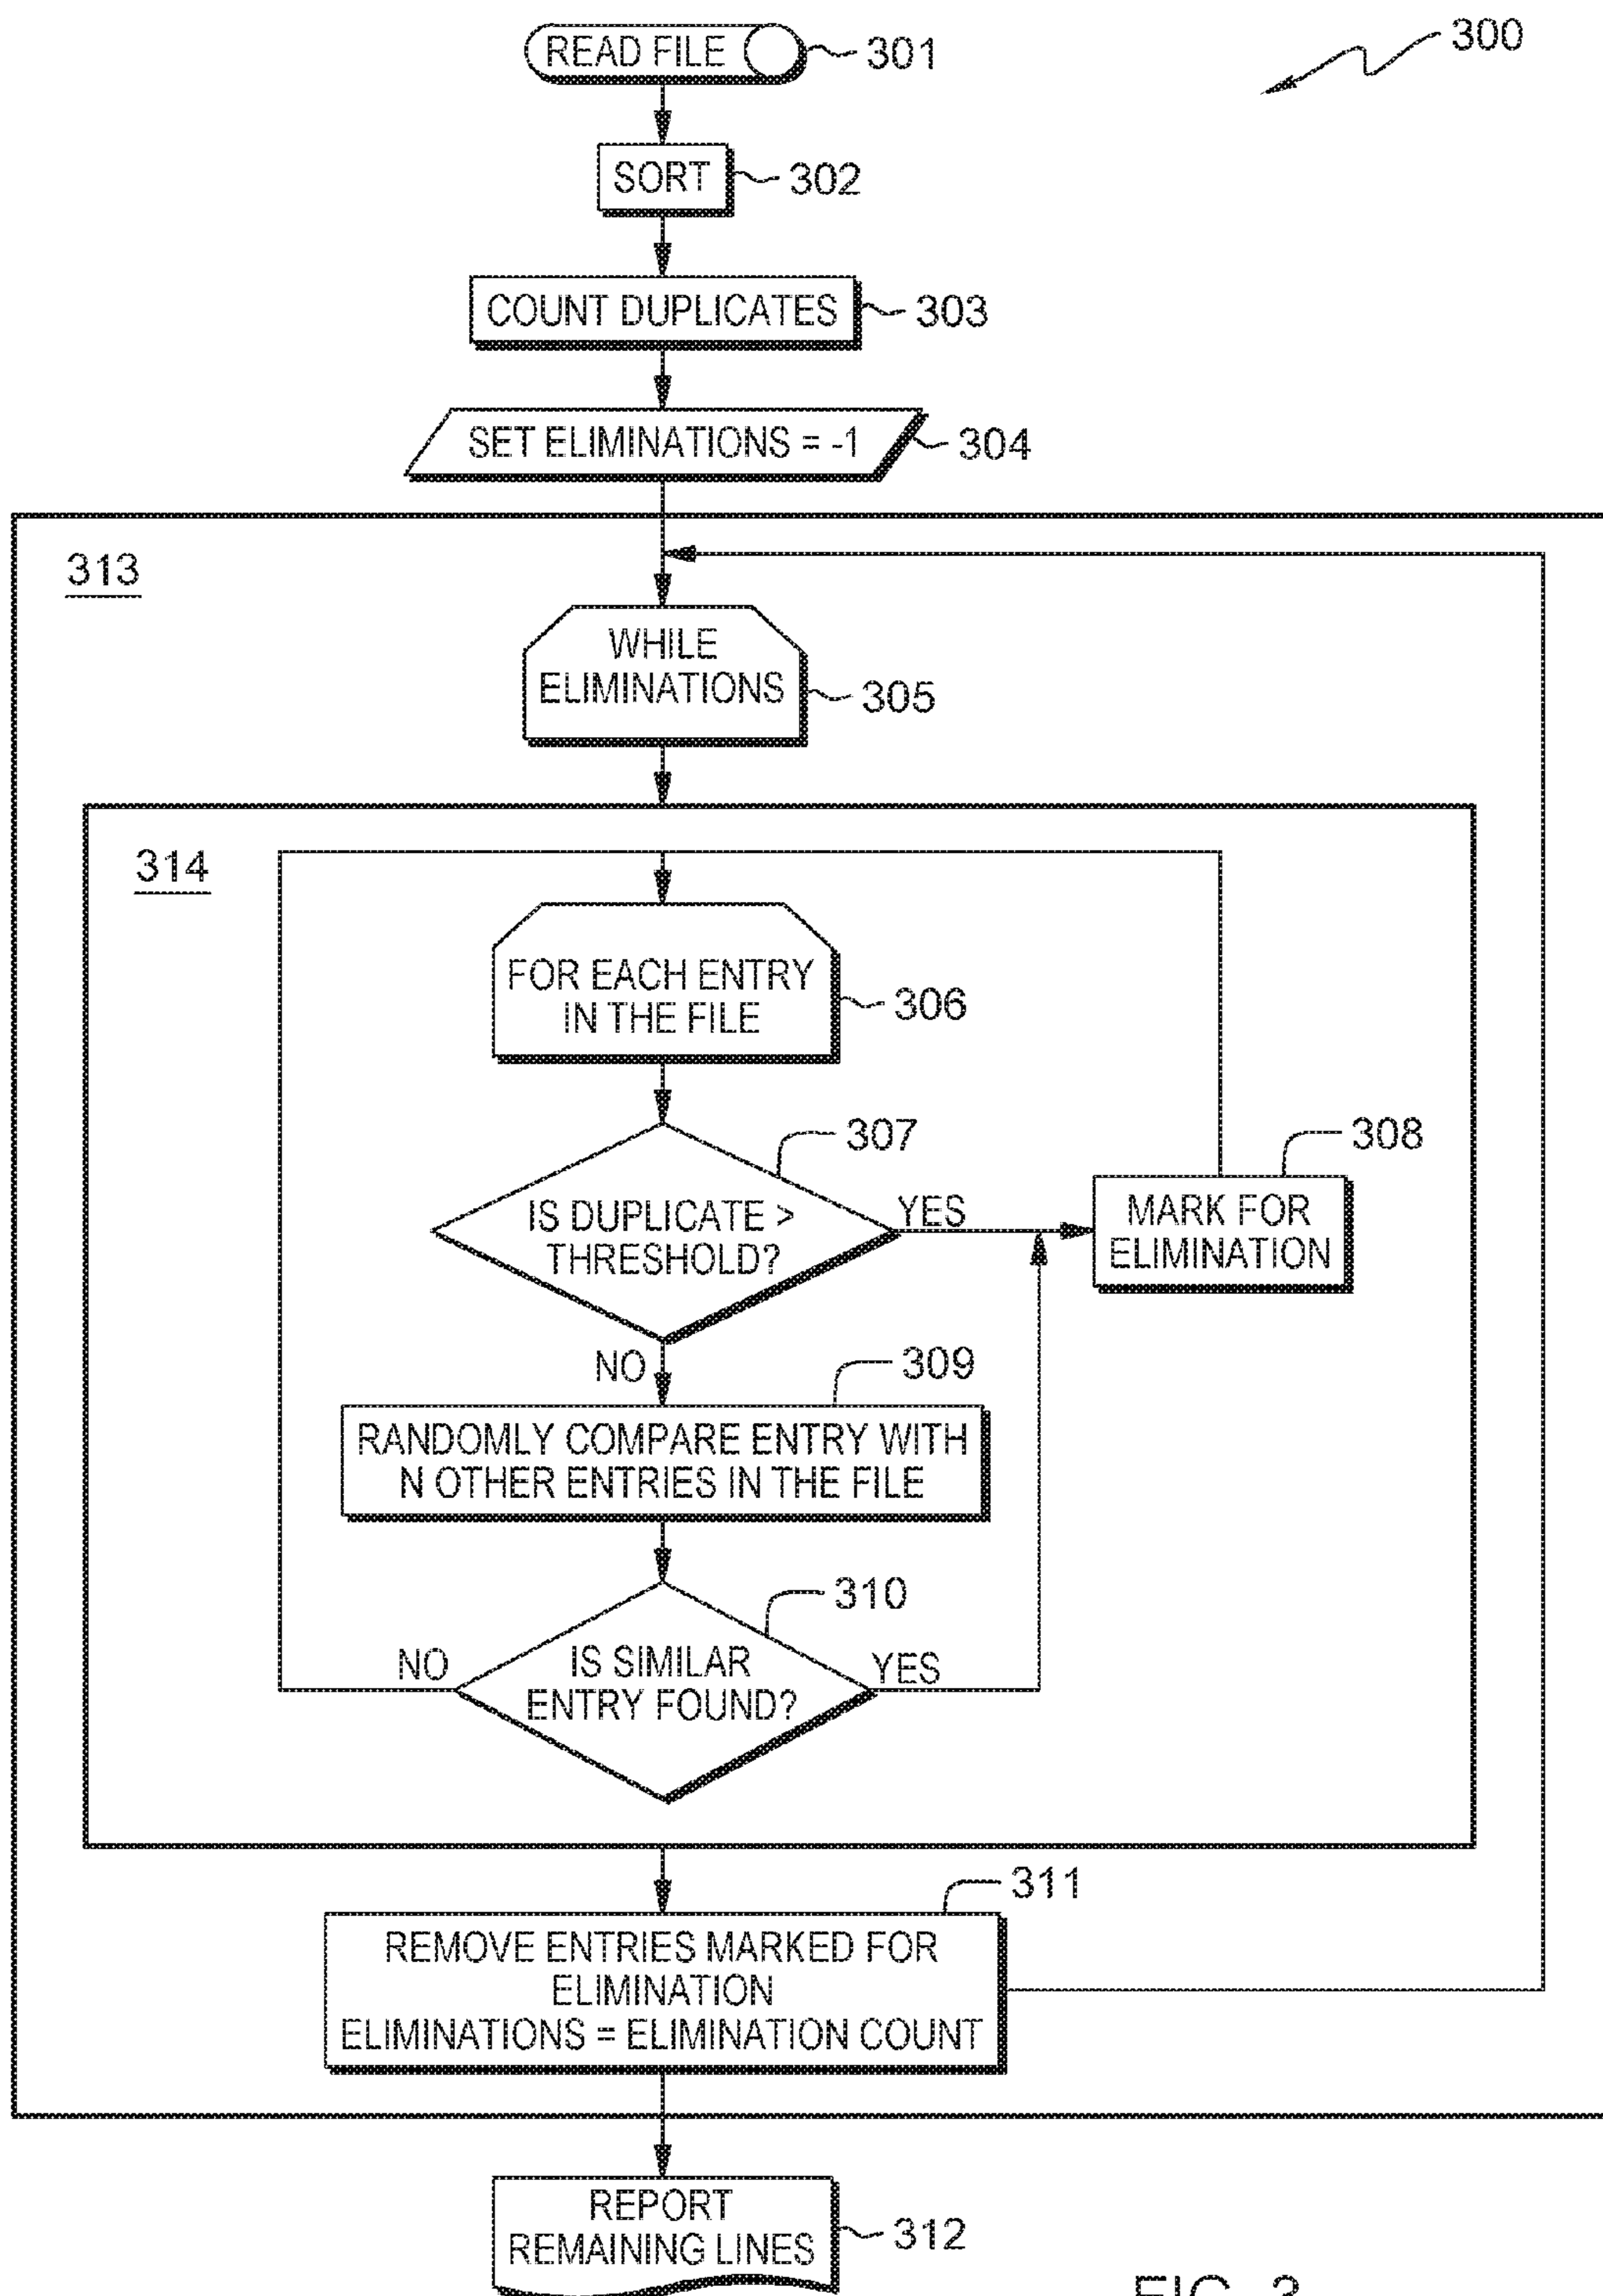 READ FILE
301
300
SORT
302
COUNT DUPLICATES
303
SET ELIMINATIONS = -1
304
313
WHILE
ELIMINATIONS
305
314
FOR EACH ENTRY
IN THE FILE
306
307
308
IS DUPLICATE >
THRESHOLD?
YES
MARK FOR
ELIMINATION
NO
309
RANDOMLY COMPARE ENTRY WITH
N OTHER ENTRIES IN THE FILE
310
NO
IS SIMILAR
ENTRY FOUND?
YES
311
REMOVE ENTRIES MARKED FOR
ELIMINATION
ELIMINATIONS = ELIMINATION COUNT
REPORT
REMAINING LINES
312
FIG. 3